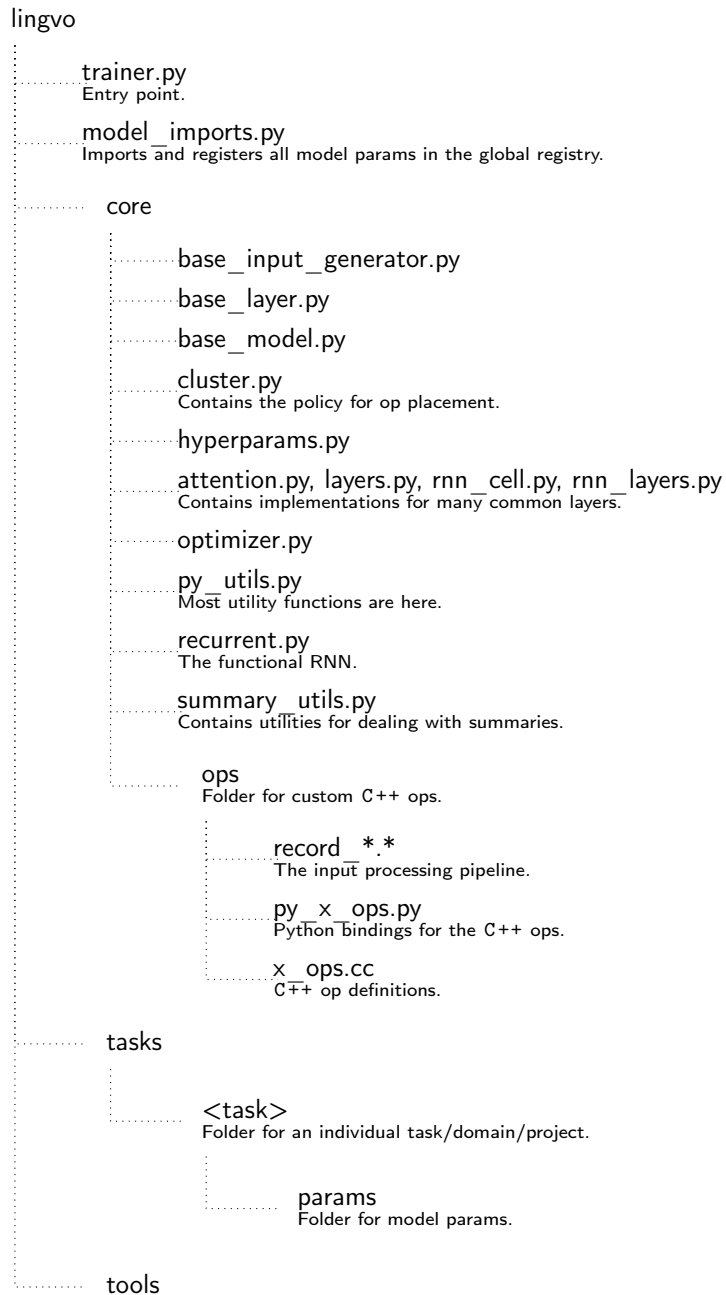 lingvo
trainer.py
Entry point.
model_imports.py
Imports and registers all model params in the global registry.
core
base_input_generator.py
base_layer.py
base_model.py
cluster.py
Contains the policy for op placement.
hyperparams.py
attention.py, layers.py, rnn_cell.py, rnn_layers.py
Contains implementations for many common layers.
optimizer.py
py_utils.py
Most utility functions are here.
recurrent.py
The functional RNN.
summary_utils.py
Contains utilities for dealing with summaries.
ops
Folder for custom C++ ops.
record_*.*
The input processing pipeline.
py_x_ops.py
Python bindings for the C++ ops.
x_ops.cc
C++ op definitions.
tasks
<task>
Folder for an individual task/domain/project.
params
Folder for model params.
tools